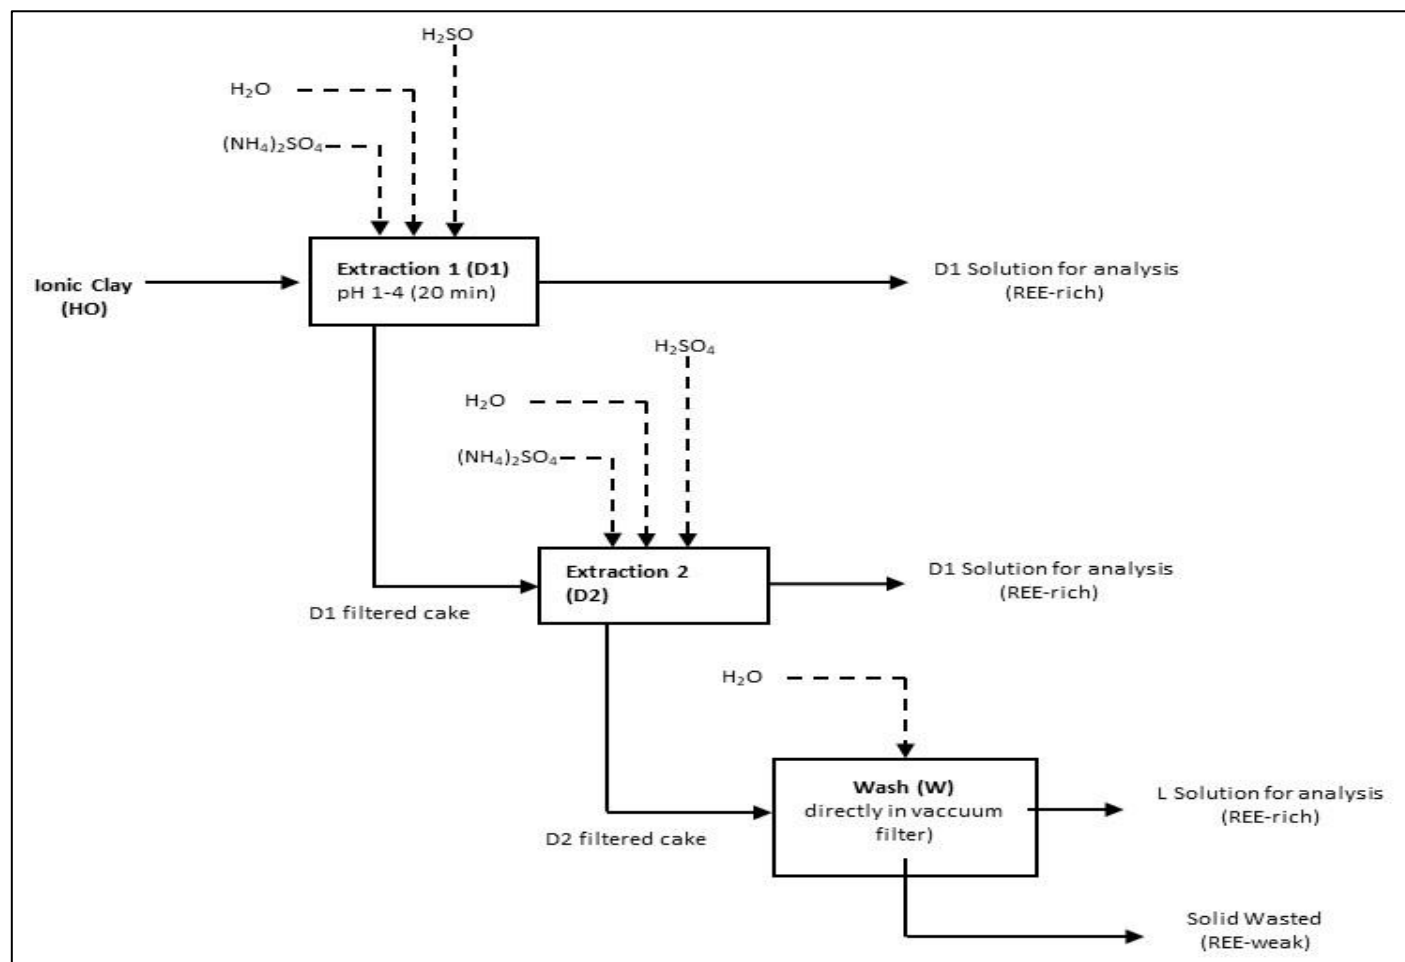 H₂SO
H₂O
(NH₄)₂SO₄
Extraction 1 (D1)
pH 1-4 (20 min)
Ionic Clay
(HO)
D1 Solution for analysis
(REE-rich)
H₂SO₄
H₂O
(NH₄)₂SO₄
Extraction 2
(D2)
D1 Solution for analysis
(REE-rich)
D1 filtered cake
H₂O
Wash (W)
directly in vaccuum
filter)
L Solution for analysis
(REE-rich)
D2 filtered cake
Solid Wasted
(REE-weak)